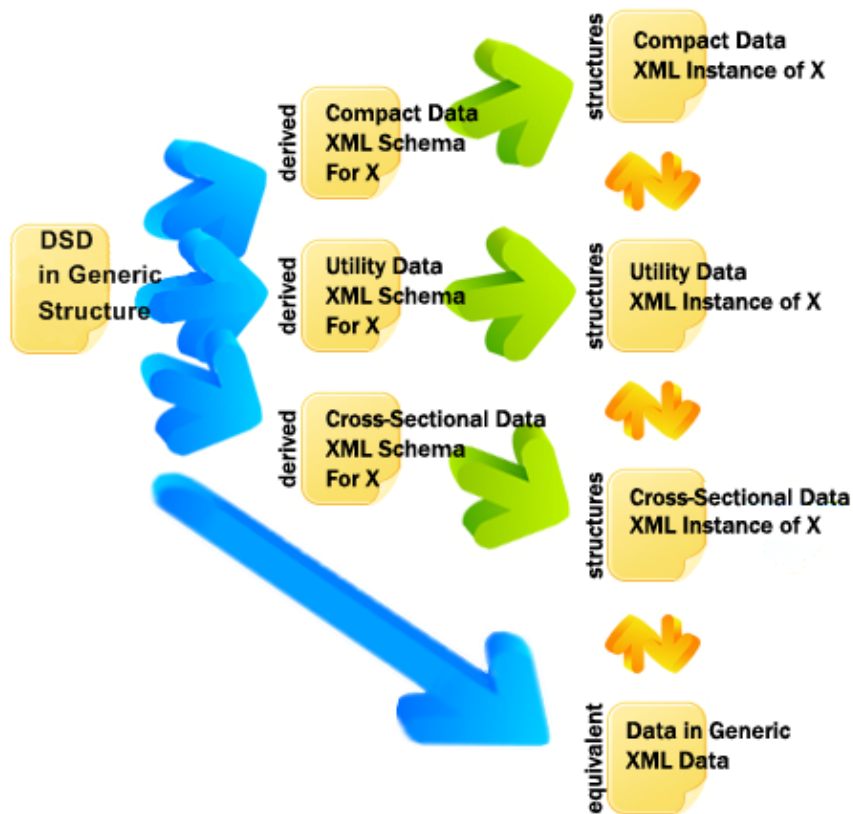 DSD
in Generic
Structure
derived
Compact Data
XML Schema
For X
derived
Utility Data
XML Schema
For X
derived
Cross-Sectional Data
XML Schema
For X
structures
Compact Data
XML Instance of X
structures
Utility Data
XML Instance of X
structures
Cross-Sectional Data
XML Instance of X
equivalent
Data in Generic
XML Data